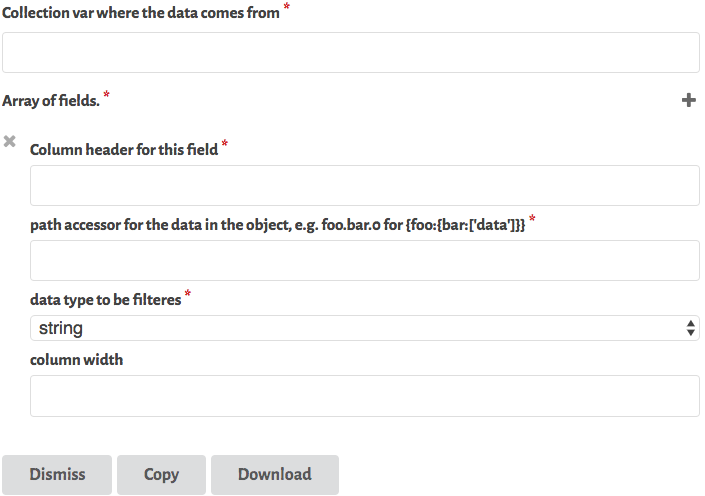 Collection var where the data comes from *
Array of fields. *
Column header for this field *
path accessor for the data in the object, e.g. foo.bar.0 for {foo:{bar:['data']}} *
data type to be filteres *
string
column width
Dismiss Copy Download